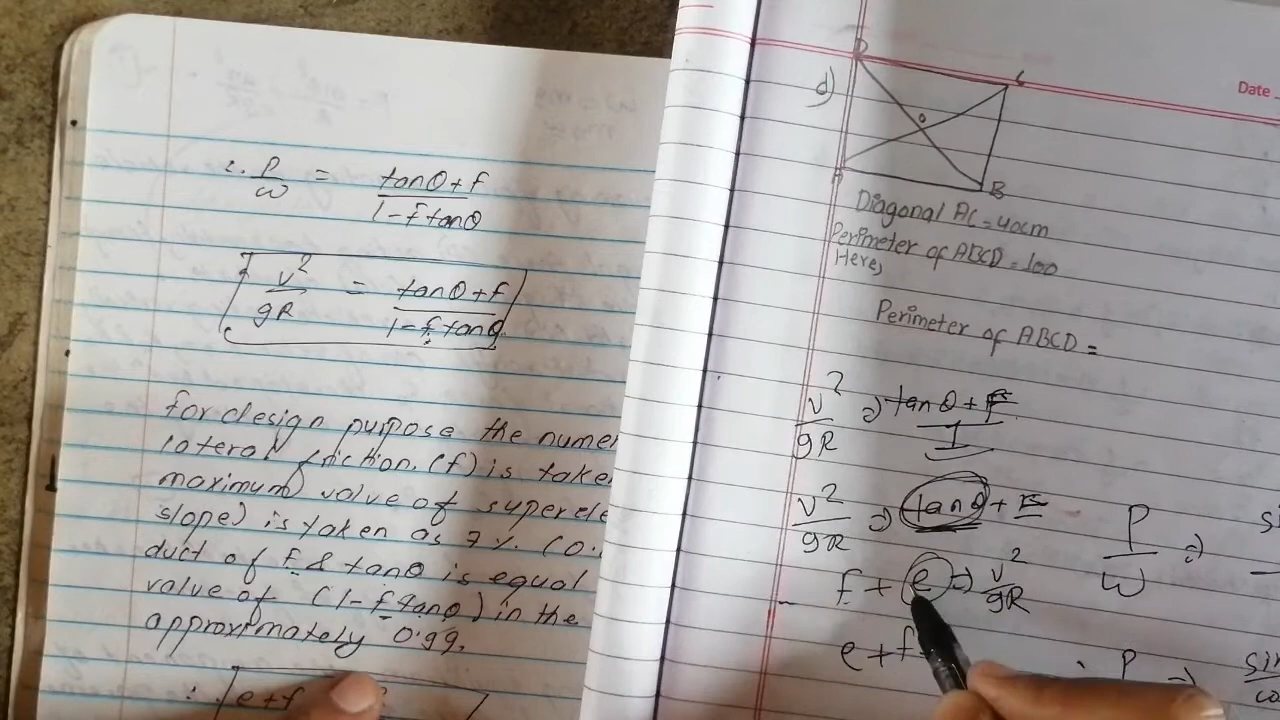 ∴ P/ω = tanθ+f / 1-f tanθ
v²/gR = tanθ+f / 1-f tanθ
for design purpose the numer
lateral friction (f) is take
maximum value of superele
slope) is taken as 7% (0.
duct of f & tanθ is equal
value of (1-f tanθ) in the
approximately 0.99.
∴ e+f
Date
d)
D
C
O
A
B
Diagonal AC=40cm
Perimeter of ABCD=100
Here,
Perimeter of ABCD =
v²/gR => tanθ + F / 1
v²/gR => tanθ + F
f + e => v²/gR
e+f
P/ω =>
P =>